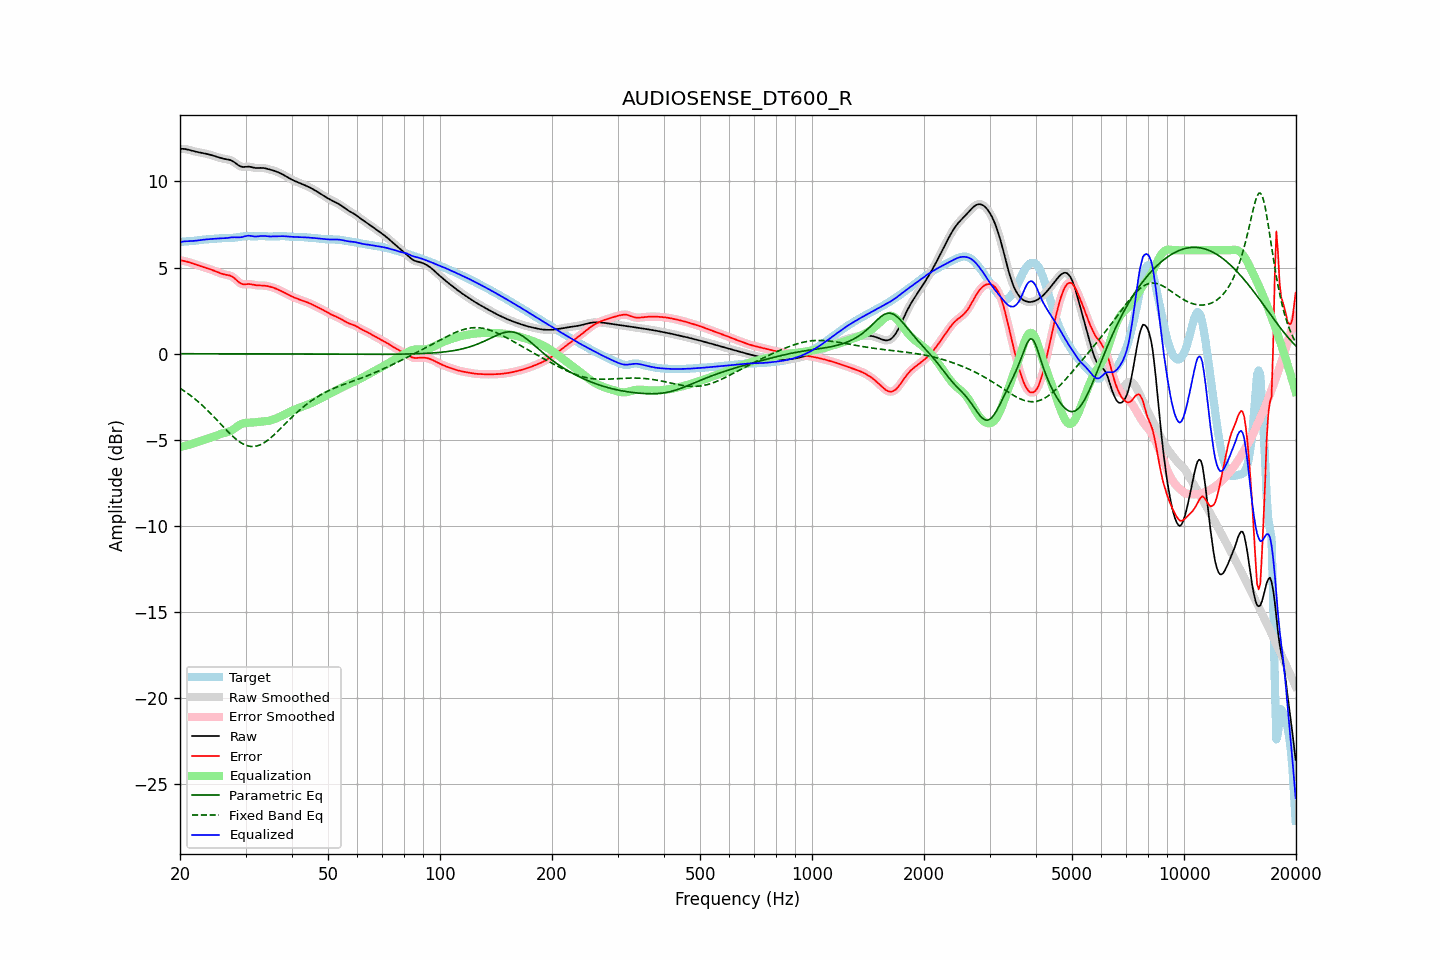 AUDIOSENSE_DT600_R
Amplitude (dBr)
10
5
0
−5
−10
−15
−20
−25
Target
Raw Smoothed
Error Smoothed
Raw
Error
Equalization
Parametric Eq
Fixed Band Eq
Equalized
20
50
100
200
500
1000
2000
5000
10000
20000
Frequency (Hz)